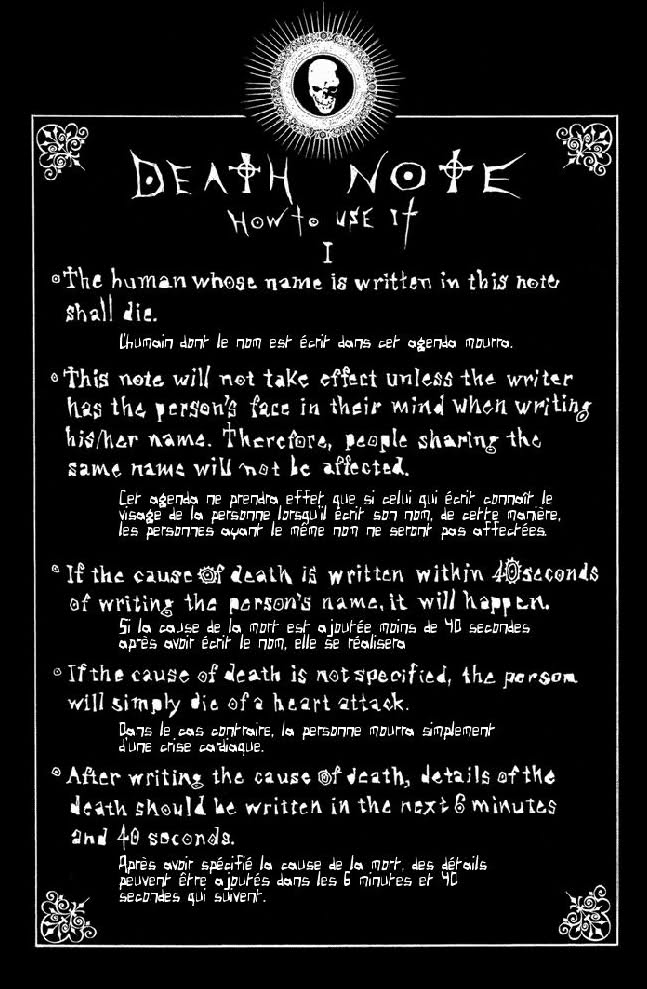 DEATH NOTE
How to use it
I
The human whose name is written in this note
shall die.
L'humain dont le nom est écrit dans cet agenda mourra.
This note will not take effect unless the writer
has the person's face in their mind when writing
his/her name. Therefore, people sharing the
same name will not be affected.
Cet agenda ne prendra effet que si celui qui écrit connaît le
visage de la personne lorsqu'il écrit son nom, de cette manière,
les personnes ayant le même nom ne seront pas affectées.
If the cause of death is written within 40 seconds
of writing the person's name, it will happen.
Si la cause de la mort est ajoutée moins de 40 secondes
après avoir écrit le nom, elle se réalisera
If the cause of death is not specified, the person
will simply die of a heart attack.
Dans le cas contraire, la personne mourra simplement
d'une crise cardiaque.
After writing the cause of death, details of the
death should be written in the next 6 minutes
and 40 seconds.
Après avoir spécifié la cause de la mort, des détails
peuvent être ajoutés dans les 6 minutes et 40
secondes qui suivent.